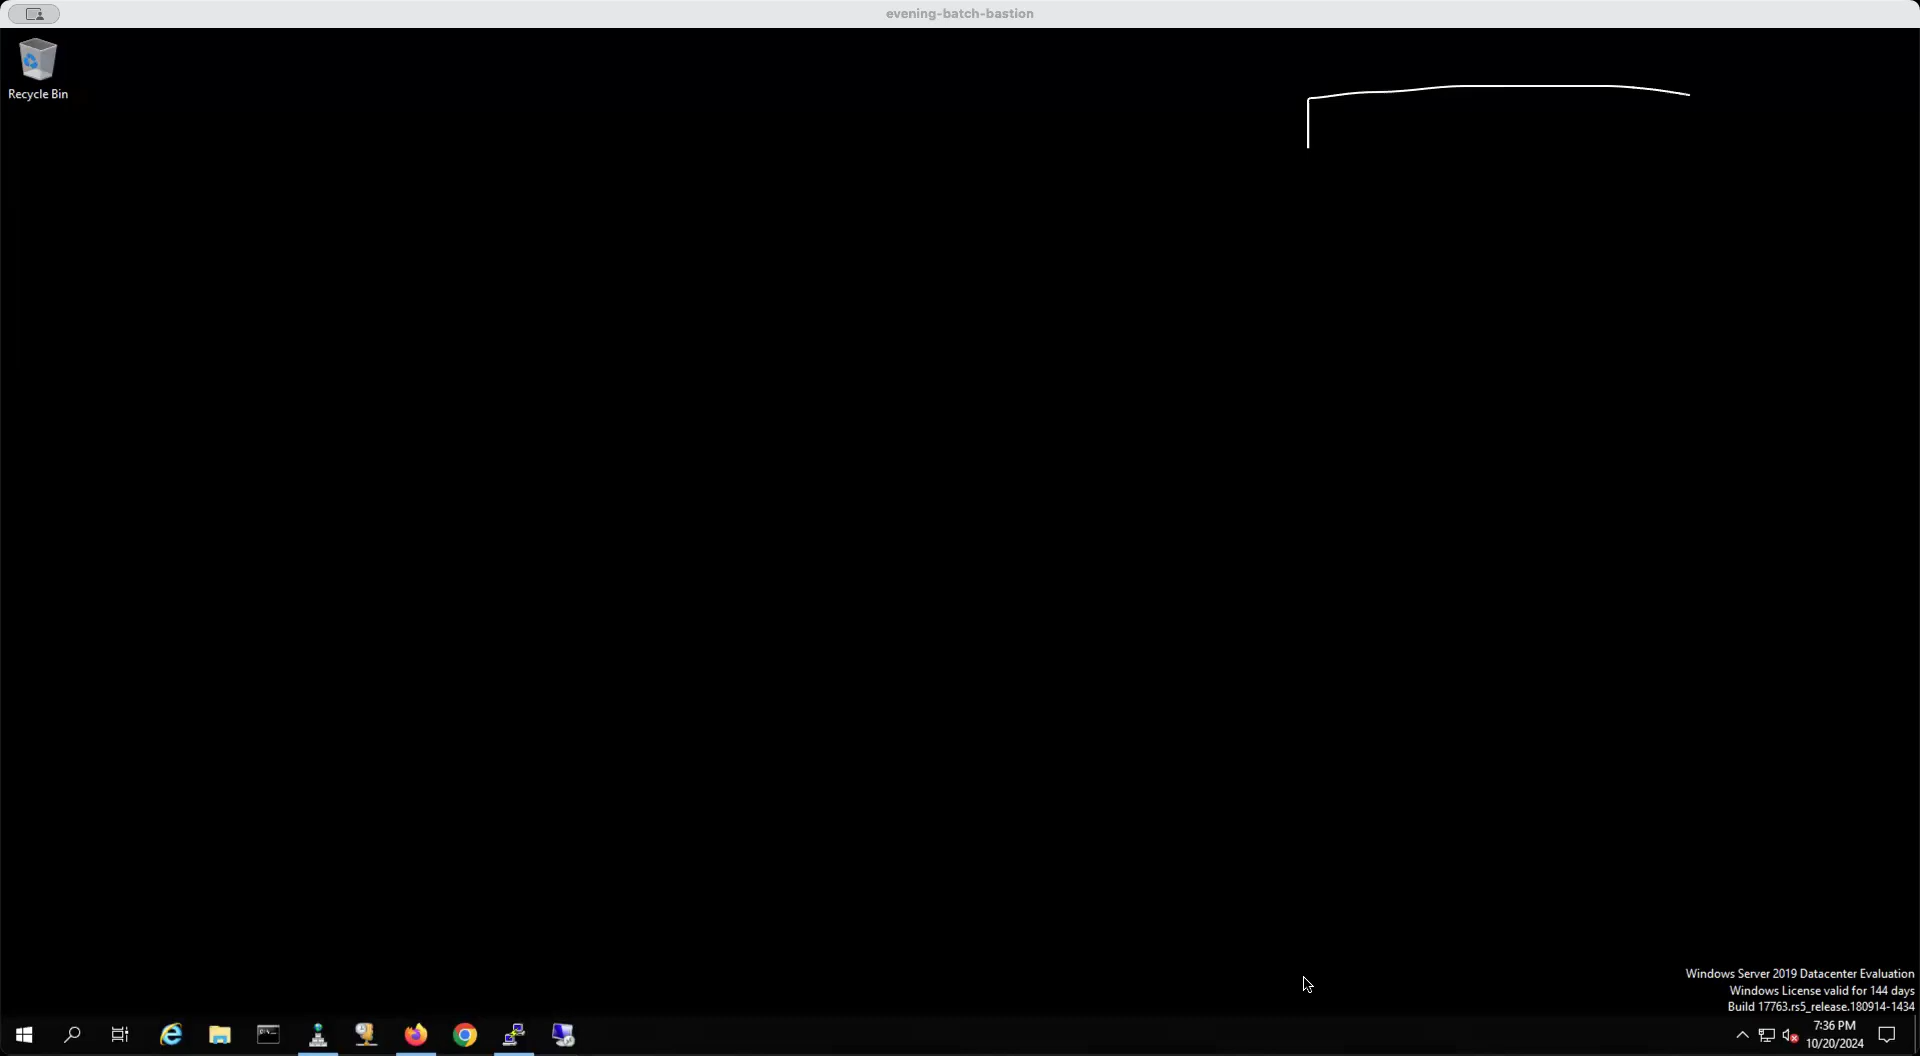 evening-batch-bastion
Recycle Bin
Windows Server 2019 Datacenter Evaluation
Windows License valid for 144 days
Build 17763.rs5_release.180914-1434
7:36 PM
10/20/2024